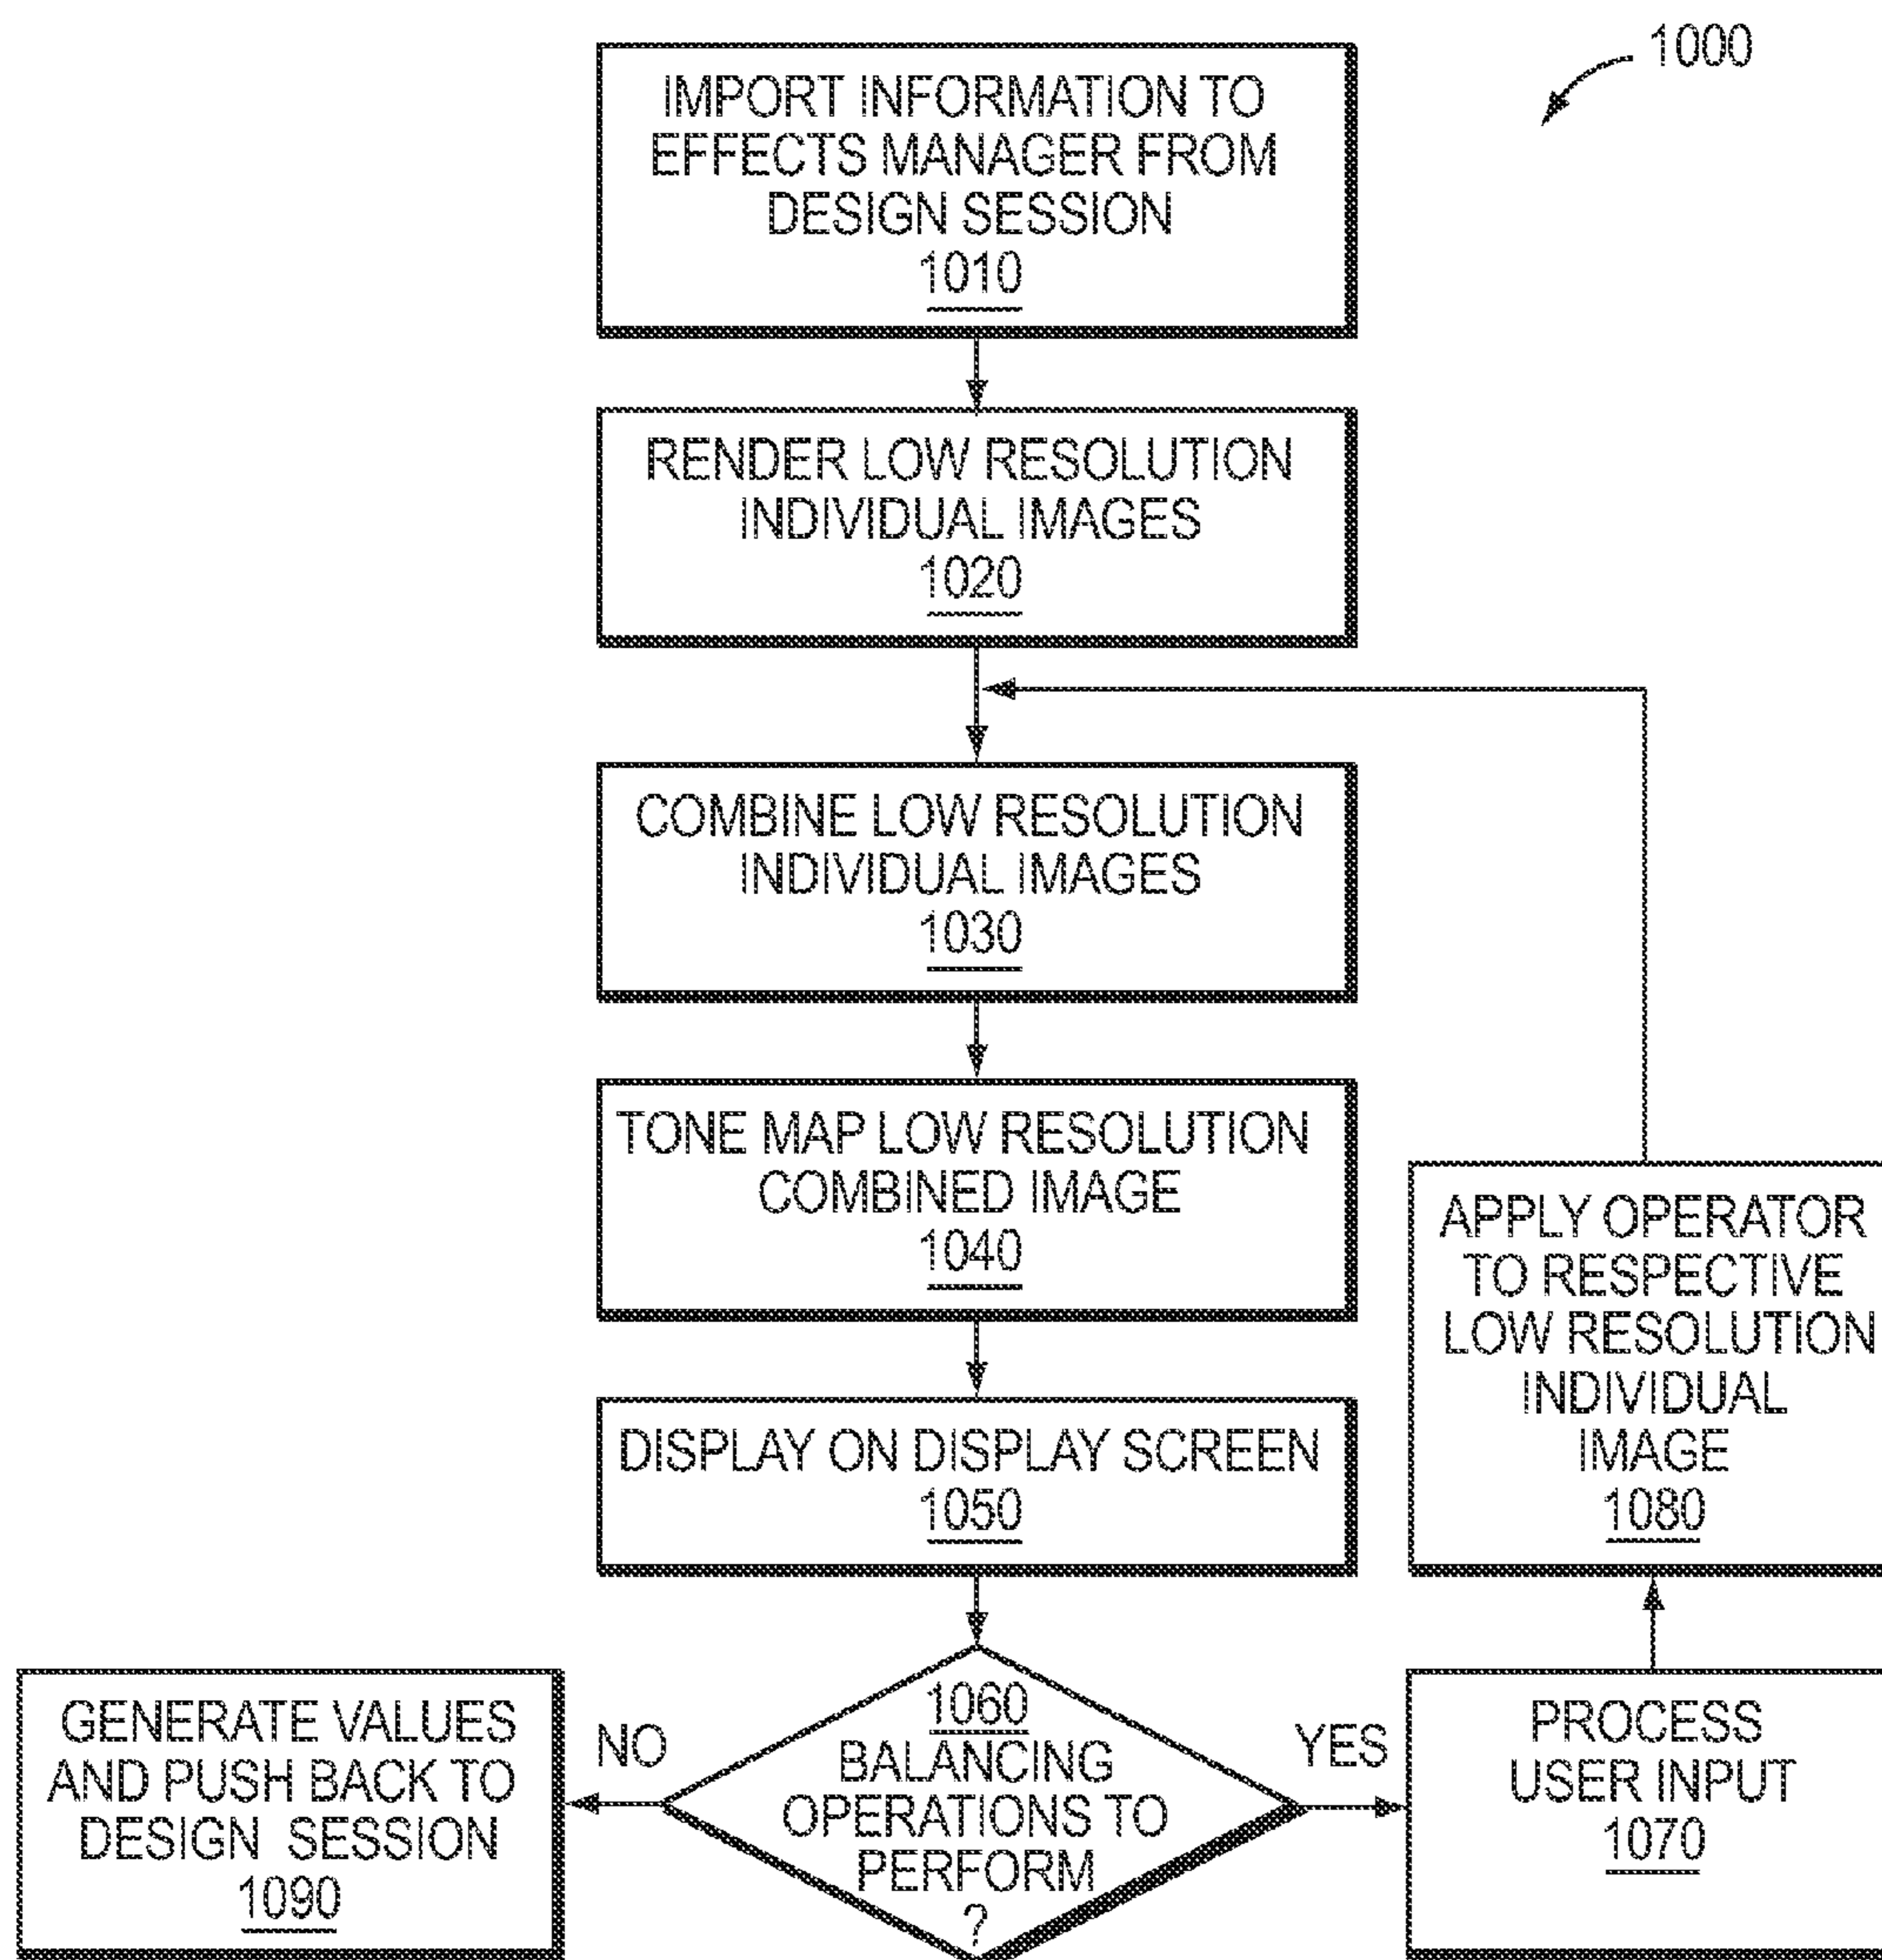 1000
IMPORT INFORMATION TO
EFFECTS MANAGER FROM
DESIGN SESSION
1010
RENDER LOW RESOLUTION
INDIVIDUAL IMAGES
1020
COMBINE LOW RESOLUTION
INDIVIDUAL IMAGES
1030
TONE MAP LOW RESOLUTION
COMBINED IMAGE
1040
DISPLAY ON DISPLAY SCREEN
1050
1060
BALANCING
OPERATIONS TO
PERFORM
?
YES
PROCESS
USER INPUT
1070
APPLY OPERATOR
TO RESPECTIVE
LOW RESOLUTION
INDIVIDUAL
IMAGE
1080
NO
GENERATE VALUES
AND PUSH BACK TO
DESIGN SESSION
1090